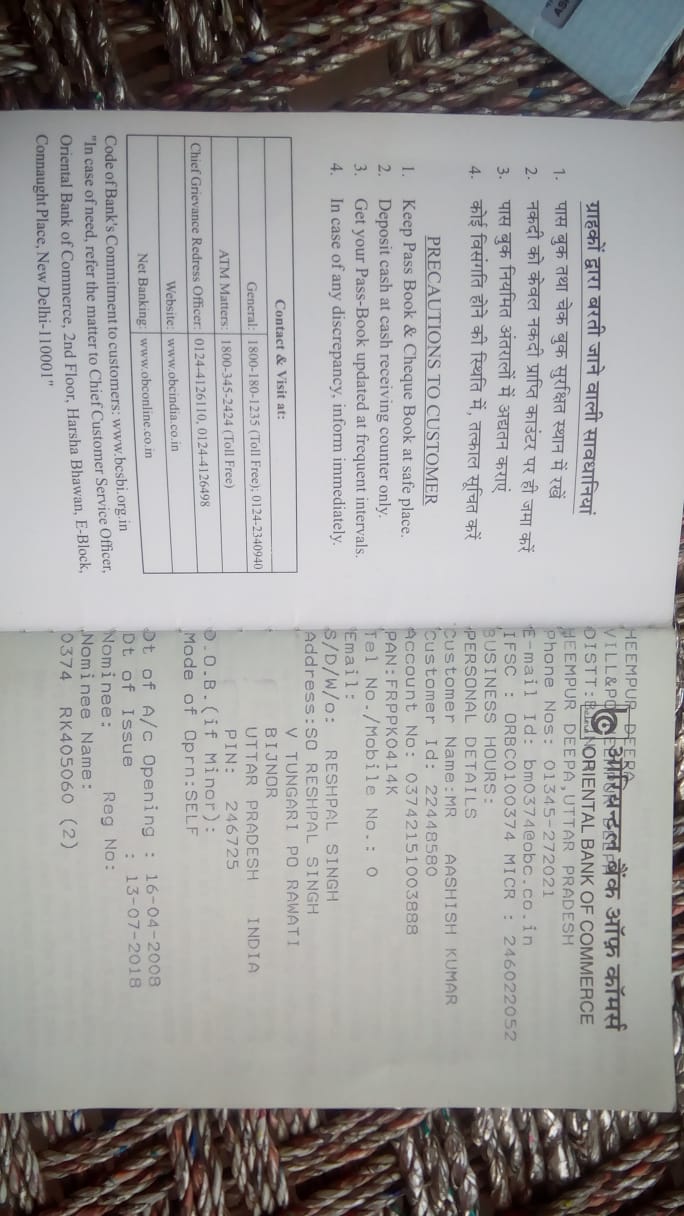 ग्राहकों द्वारा बरती जाने वाली सावधानियां
1. पास बुक तथा चेक बुक सुरक्षित स्थान में रखें
2. नकदी को केवल नकदी प्राप्ति काउंटर पर ही जमा करें
3. पास बुक नियमित अंतरालों में अद्यतन कराएं
4. कोई विसंगति होने की स्थिति में, तत्काल सूचित करें
PRECAUTIONS TO CUSTOMER
1. Keep Pass Book & Cheque Book at safe place.
2. Deposit cash at cash receiving counter only.
3. Get your Pass-Book updated at frequent intervals.
4. In case of any discrepancy, inform immediately.
Contact & Visit at:
General: 1800-180-1235 (Toll Free); 0124-2340940
ATM Matters: 1800-345-2424 (Toll Free)
Chief Grievance Redress Officer: 0124-4126110, 0124-4126498
Website: www.obcindia.co.in
Net Banking: www.obconline.co.in
Code of Bank's Commitment to customers: www.bcsbi.org.in
"In case of need, refer the matter to Chief Customer Service Officer,
Oriental Bank of Commerce, 2nd Floor, Harsha Bhawan, E-Block,
Connaught Place, New Delhi-110001"
HEEMPUR DEEPA
ओरियन्टल बैंक ऑफ़ कॉमर्स
VILL&PO HEEMPUR DEEPA
ORIENTAL BANK OF COMMERCE
DISTT:BIJN
HEEMPUR DEEPA,UTTAR PRADESH
Phone Nos: 01345-272021
E-mail Id: bm0374@obc.co.in
IFSC : ORBC0100374 MICR : 246022052
BUSINESS HOURS:
PERSONAL DETAILS
Customer Name:MR AASHISH KUMAR
Customer Id: 22448580
Account No: 03742151003888
PAN:FRPPK0414K
Tel No./Mobile No.: 0
Email:
S/D/W/o: RESHPAL SINGH
Address:SO RESHPAL SINGH
V TUNGARI PO RAWATI
BIJNOR
UTTAR PRADESH INDIA
PIN: 246725
D.O.B.(if Minor):
Mode of Oprn:SELF
Dt of A/c Opening : 16-04-2008
Dt of Issue : 13-07-2018
Nominee: Reg No:
Nominee Name:
0374 RK405060 (2)